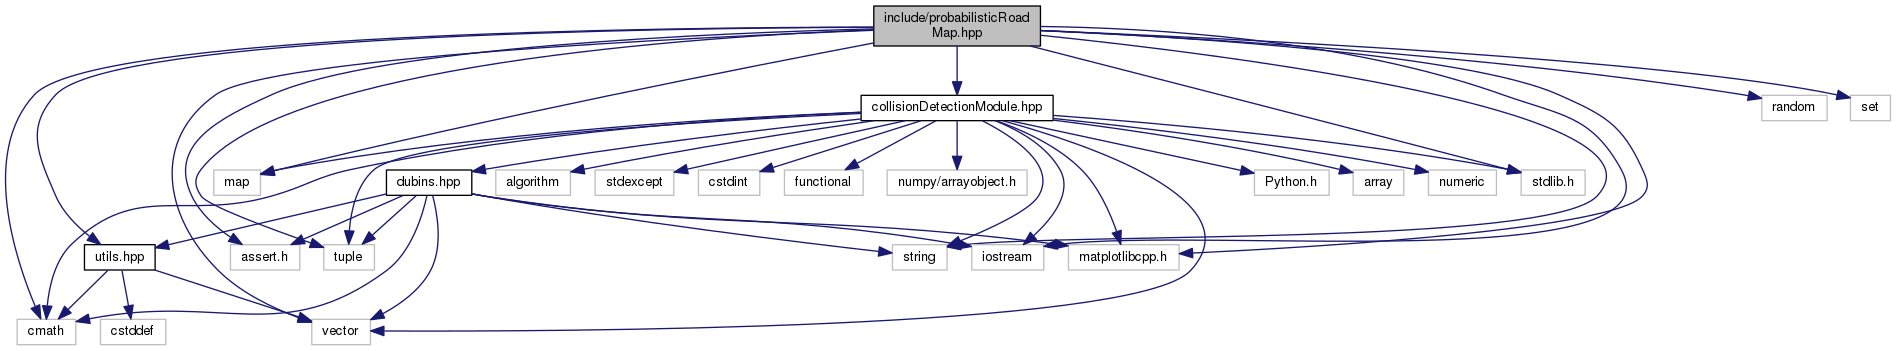 include/probabilisticRoad
Map.hpp
collisionDetectionModule.hpp
random
set
map
dubins.hpp
algorithm
stdexcept
cstdint
functional
numpy/arrayobject.h
Python.h
array
numeric
stdlib.h
utils.hpp
assert.h
tuple
string
iostream
matplotlibcpp.h
cmath
cstddef
vector